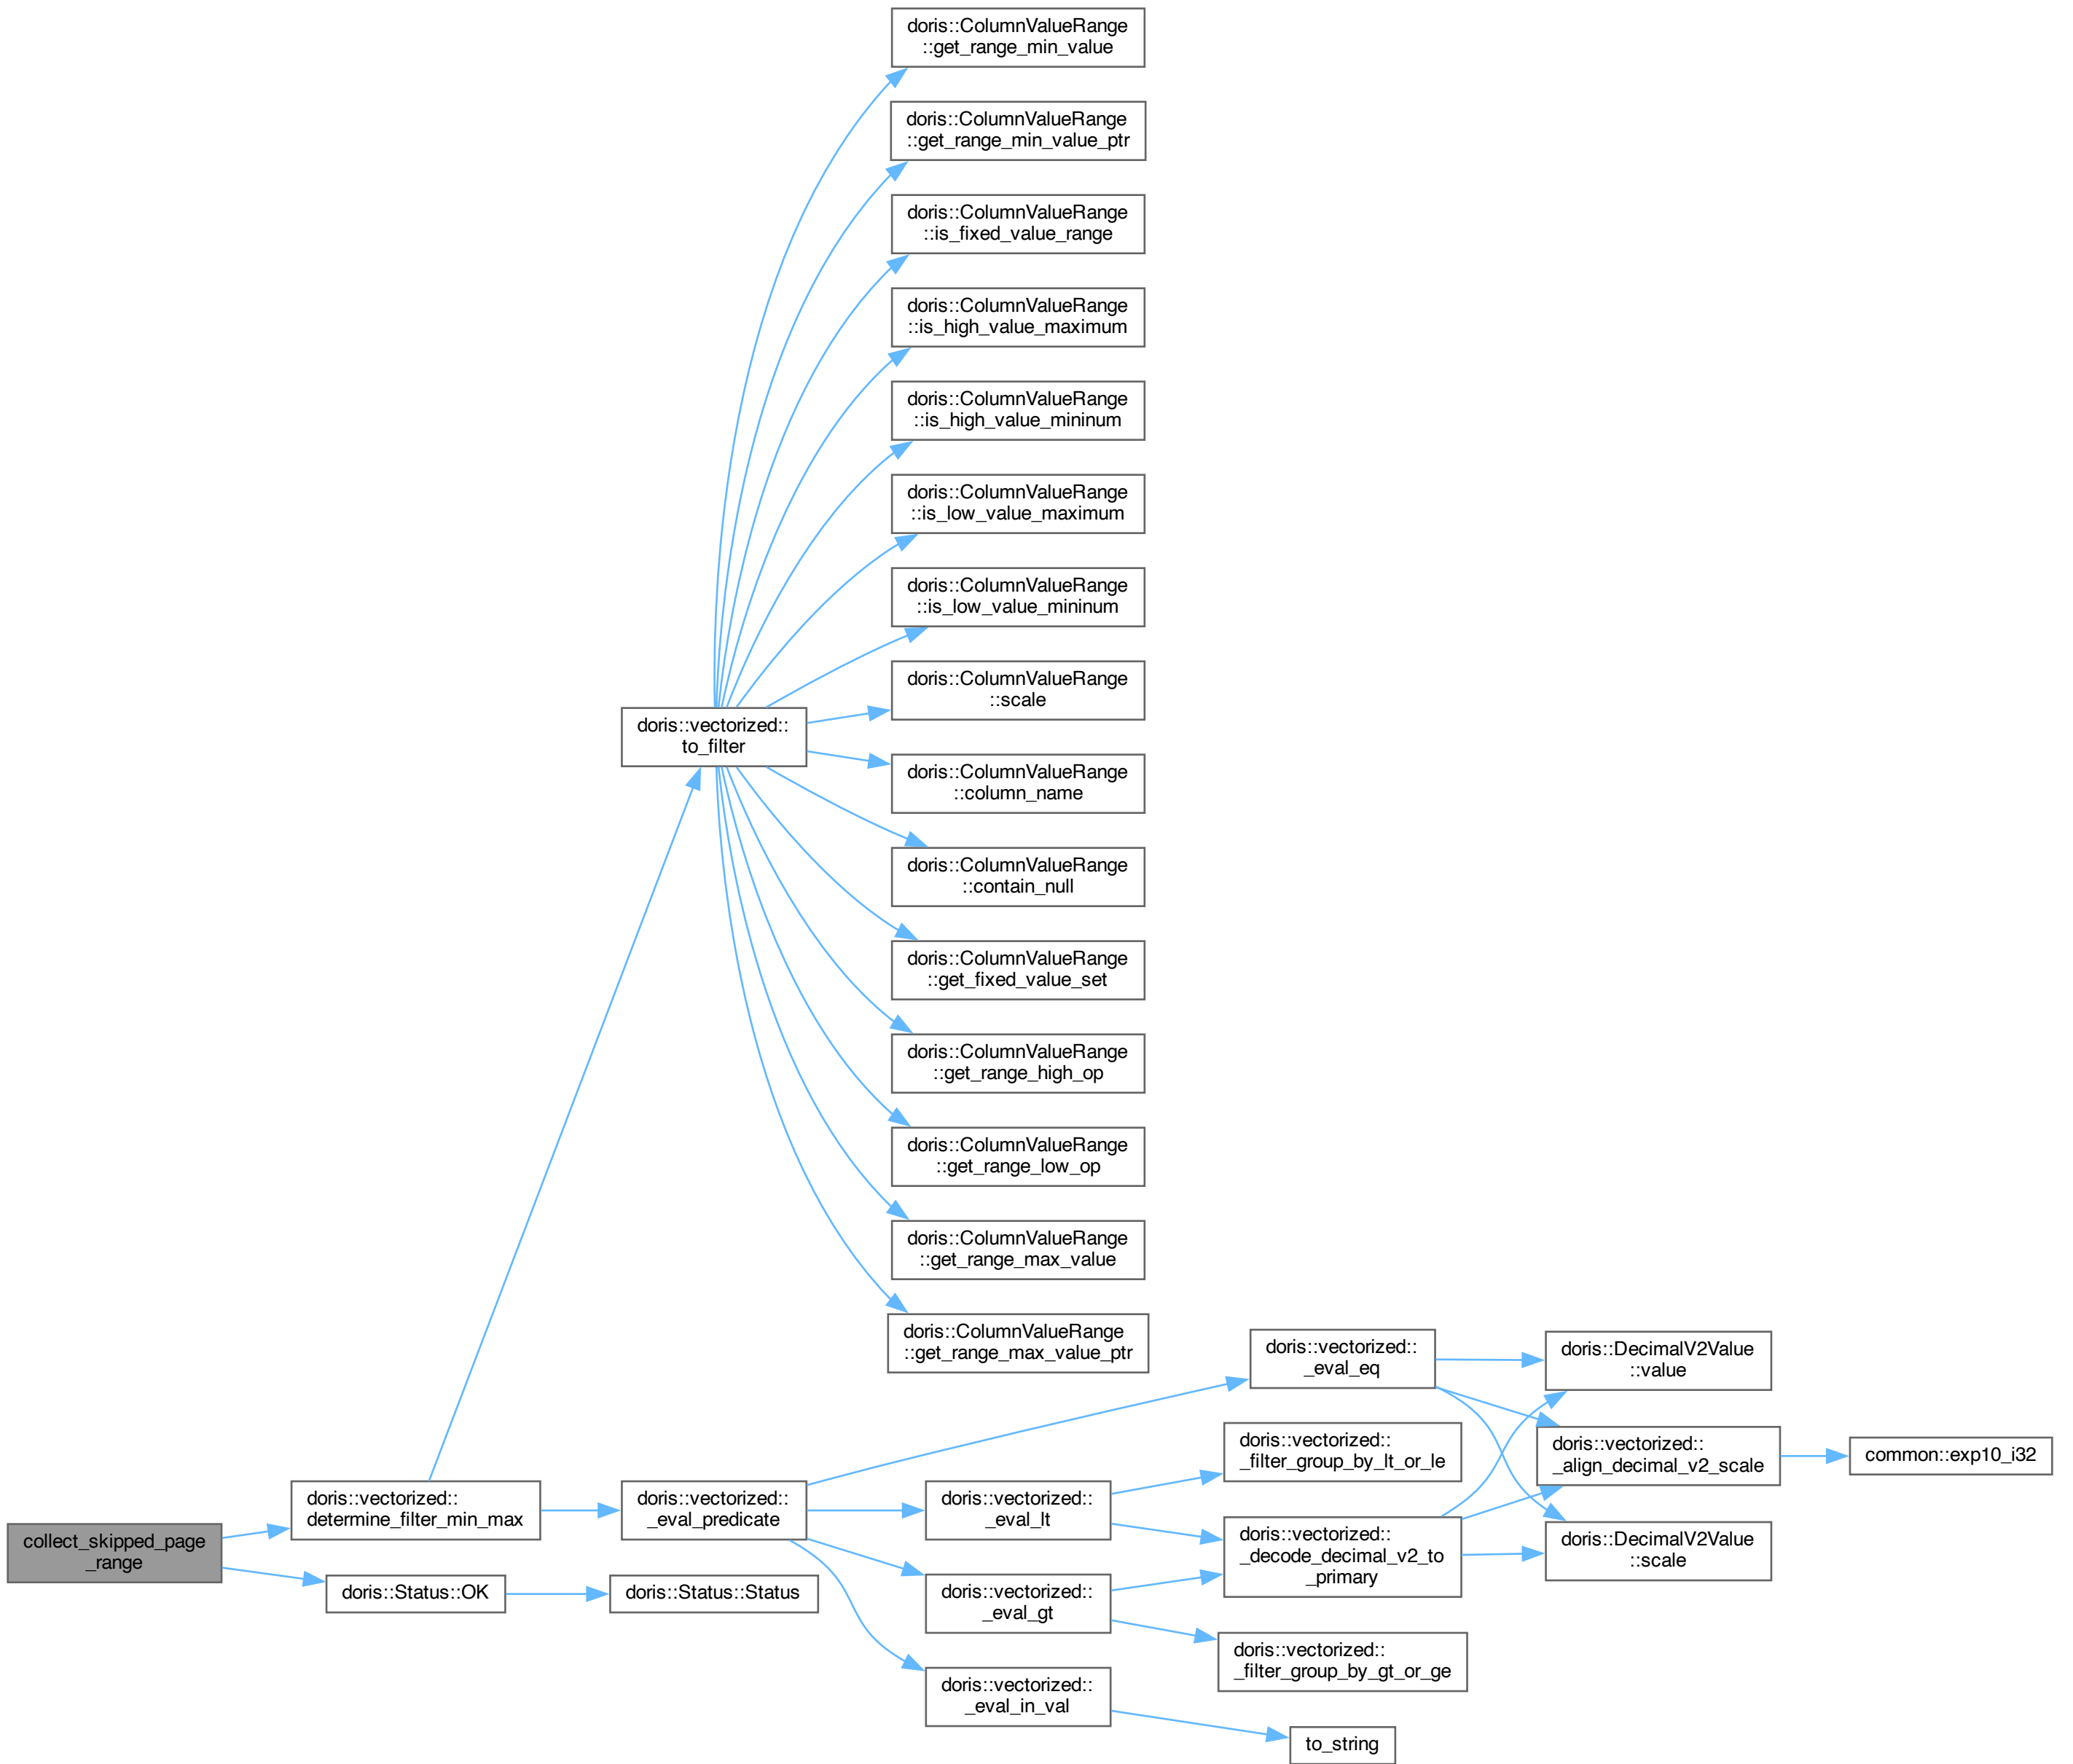 doris::ColumnValueRange
::get_range_min_value
doris::ColumnValueRange
::get_range_min_value_ptr
doris::ColumnValueRange
::is_fixed_value_range
doris::ColumnValueRange
::is_high_value_maximum
doris::ColumnValueRange
::is_high_value_mininum
doris::ColumnValueRange
::is_low_value_maximum
doris::ColumnValueRange
::is_low_value_mininum
doris::ColumnValueRange
::scale
doris::vectorized::
to_filter
doris::ColumnValueRange
::column_name
doris::ColumnValueRange
::contain_null
doris::ColumnValueRange
::get_fixed_value_set
doris::ColumnValueRange
::get_range_high_op
doris::ColumnValueRange
::get_range_low_op
doris::ColumnValueRange
::get_range_max_value
doris::ColumnValueRange
::get_range_max_value_ptr
doris::vectorized::
_eval_eq
doris::DecimalV2Value
::value
doris::vectorized::
_filter_group_by_lt_or_le
doris::vectorized::
_align_decimal_v2_scale
common::exp10_i32
collect_skipped_page
_range
doris::vectorized::
determine_filter_min_max
doris::vectorized::
_eval_predicate
doris::vectorized::
_eval_lt
doris::vectorized::
_decode_decimal_v2_to
_primary
doris::DecimalV2Value
::scale
doris::Status::OK
doris::Status::Status
doris::vectorized::
_eval_gt
doris::vectorized::
_filter_group_by_gt_or_ge
doris::vectorized::
_eval_in_val
to_string